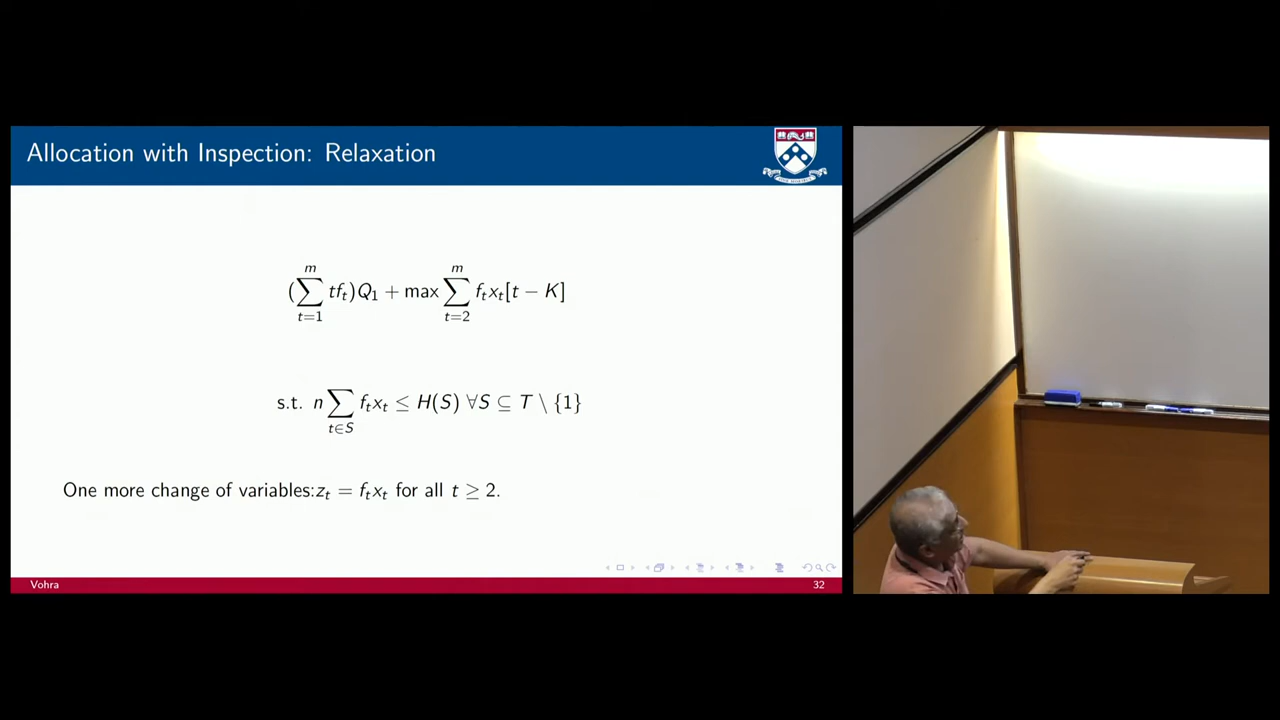 Allocation with Inspection: Relaxation
(∑_{t=1}^{m} tf_t)Q_1 + max ∑_{t=2}^{m} f_t x_t[t − K]
s.t. n ∑_{t∈S} f_t x_t ≤ H(S) ∀S ⊆ T \ {1}
One more change of variables:z_t = f_t x_t for all t ≥ 2.
Vohra
32